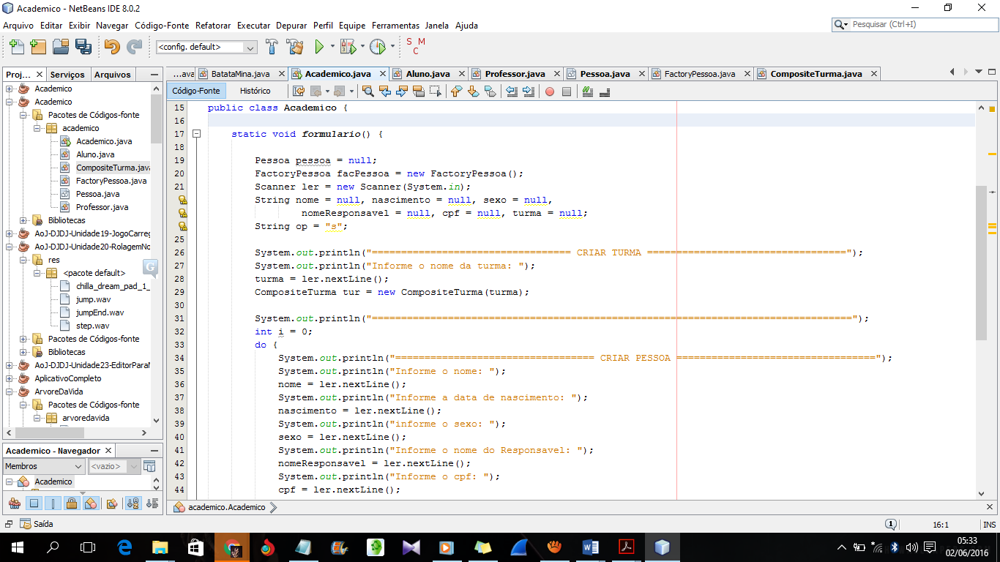 Academico - NetBeans IDE 8.0.2
Arquivo Editar Exibir Navegar Código-Fonte Refatorar Executar Depurar Perfil Equipe Ferramentas Janela Ajuda
Pesquisar (Ctrl+I)
<config. default>
S M
C
Proj... Serviços Arquivos
...ava BatataMina.java Academico.java Aluno.java Professor.java Pessoa.java FactoryPessoa.java CompositeTurma.java
Código-Fonte Histórico
Academico
Academico
Pacotes de Códigos-fonte
academico
Academico.java
Aluno.java
CompositeTurma.java
FactoryPessoa.java
Pessoa.java
Professor.java
Bibliotecas
AoJ-DJDJ-Unidade19-JogoCarreg
AoJ-DJDJ-Unidade20-RolagemNo
res
<pacote default>
G
chilla_dream_pad_1_
jump.wav
jumpEnd.wav
step.wav
Pacotes de Códigos-fonte
Bibliotecas
AoJ-DJDJ-Unidade23-EditorParaM
AplicativoCompleto
ArvoreDaVida
Pacotes de Códigos-fonte
arvoredavida
Academico - Navegador
Membros <vazio>
Academico
15 public class Academico {
16
17 static void formulario() {
18
19 Pessoa pessoa = null;
20 FactoryPessoa facPessoa = new FactoryPessoa();
21 Scanner ler = new Scanner(System.in);
String nome = null, nascimento = null, sexo = null,
nomeResponsavel = null, cpf = null, turma = null;
String op = "s";
25
26 System.out.println("================================== CRIAR TURMA ==================================");
27 System.out.println("Informe o nome da turma: ");
28 turma = ler.nextLine();
29 CompositeTurma tur = new CompositeTurma(turma);
30
31 System.out.println("==================================================================================");
32 int i = 0;
33 do {
34 System.out.println("================================== CRIAR PESSOA ==================================");
35 System.out.println("Informe o nome: ");
36 nome = ler.nextLine();
37 System.out.println("Informe a data de nascimento: ");
38 nascimento = ler.nextLine();
39 System.out.println("informe o sexo: ");
40 sexo = ler.nextLine();
41 System.out.println("Informe o nome do Responsavel: ");
42 nomeResponsavel = ler.nextLine();
43 System.out.println("Informe o cpf: ");
44 cpf = ler.nextLine();
academico.Academico
Saída
1 16:1 INS
05:33
02/06/2016